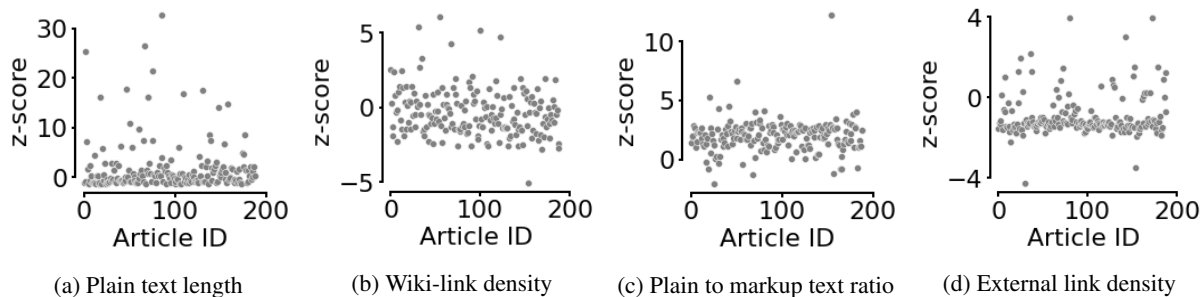 30
20
10
0
z-score
0 100 200
Article ID
(a) Plain text length
5
0
−5
z-score
0 100 200
Article ID
(b) Wiki-link density
10
5
0
z-score
0 100 200
Article ID
(c) Plain to markup text ratio
4
0
−4
z-score
0 100 200
Article ID
(d) External link density